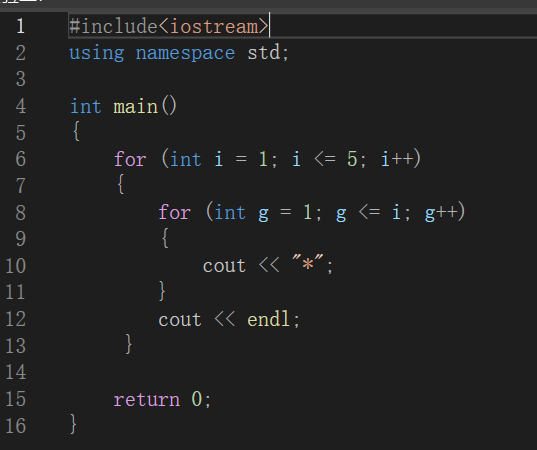 1 #include<iostream>
2 using namespace std;
3
4 int main()
5 {
6 for (int i = 1; i <= 5; i++)
7 {
8 for (int g = 1; g <= i; g++)
9 {
10 cout << "*";
11 }
12 cout << endl;
13 }
14
15 return 0;
16 }